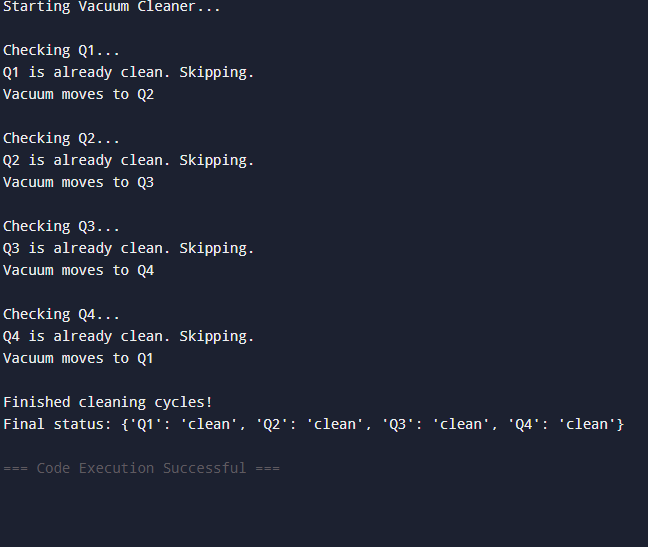 Starting Vacuum Cleaner...
Checking Q1...
Q1 is already clean. Skipping.
Vacuum moves to Q2
Checking Q2...
Q2 is already clean. Skipping.
Vacuum moves to Q3
Checking Q3...
Q3 is already clean. Skipping.
Vacuum moves to Q4
Checking Q4...
Q4 is already clean. Skipping.
Vacuum moves to Q1
Finished cleaning cycles!
Final status: {'Q1': 'clean', 'Q2': 'clean', 'Q3': 'clean', 'Q4': 'clean'}
=== Code Execution Successful ===